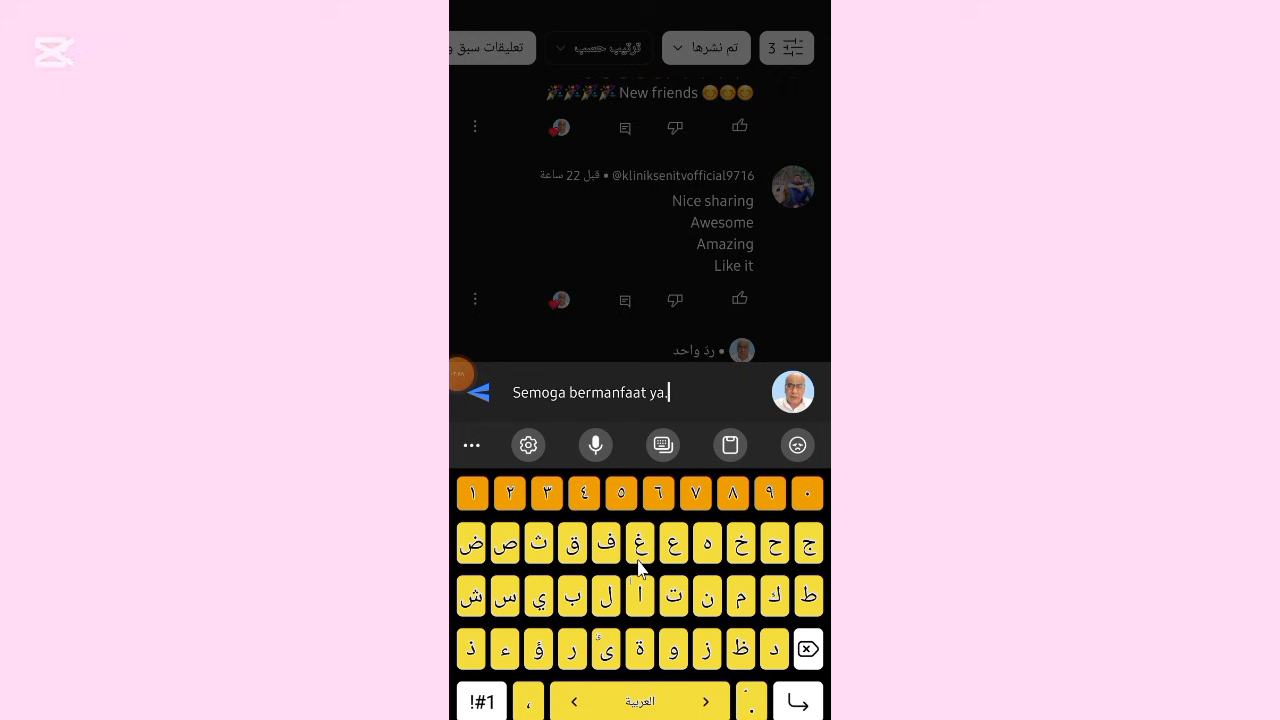 3
تم نشرها
ترتيب حسب
تعليقات سبق و
🎉🎉🎉🎉 New friends 😊😊😊
@kliniksenitvofficial9716 • قبل 22 ساعة
Nice sharing
Awesome
Amazing
Like it
• ردّ واحد
Semoga bermanfaat ya.
١ ٢ ٣ ٤ ٥ ٦ ٧ ٨ ٩ ٠
ض ص ث ق ف غ ع ه خ ح ج
ش س ي ب ل ا ت ن م ك ط
ذ ء ؤ ر ى ة و ز ظ د
!#1 ، العربية .